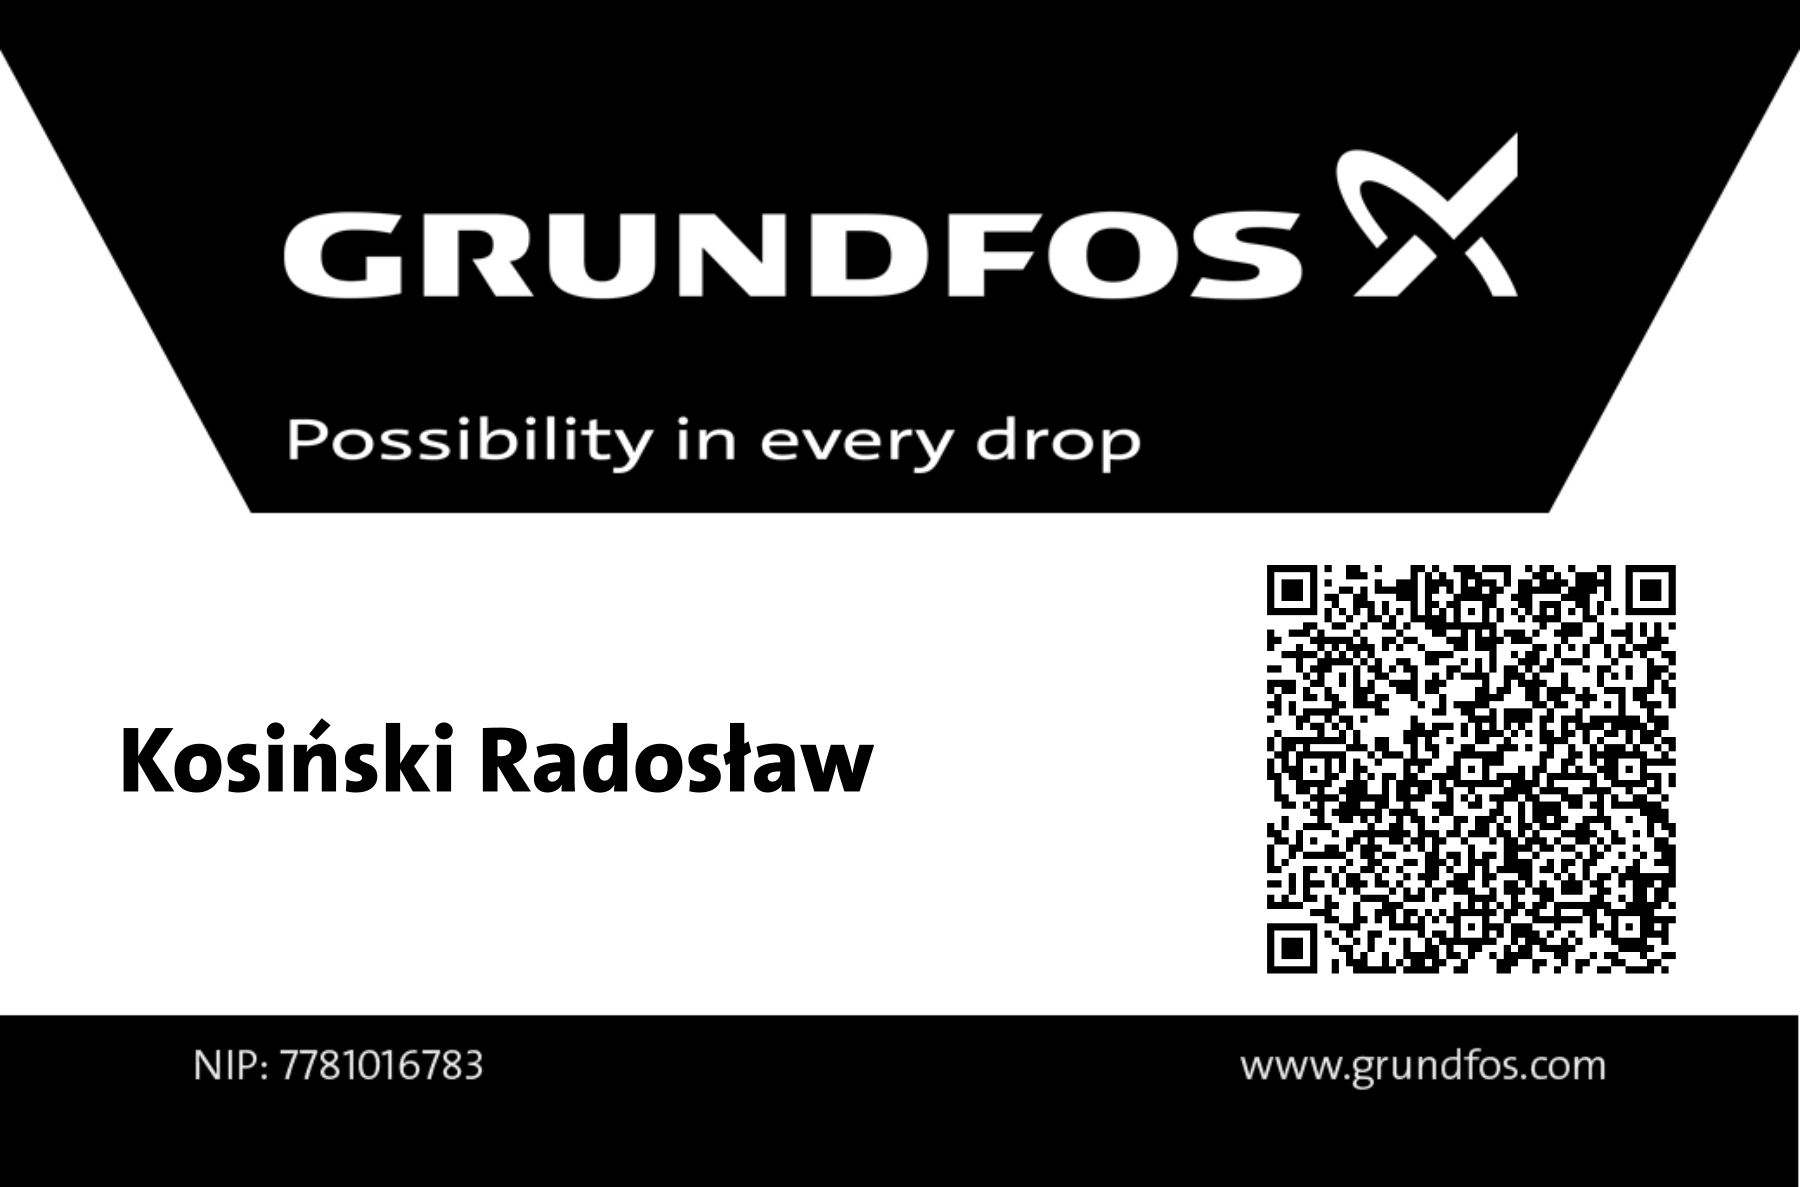 GRUNDFOS
Possibility in every drop
Kosiński Radosław
NIP: 7781016783
www.grundfos.com